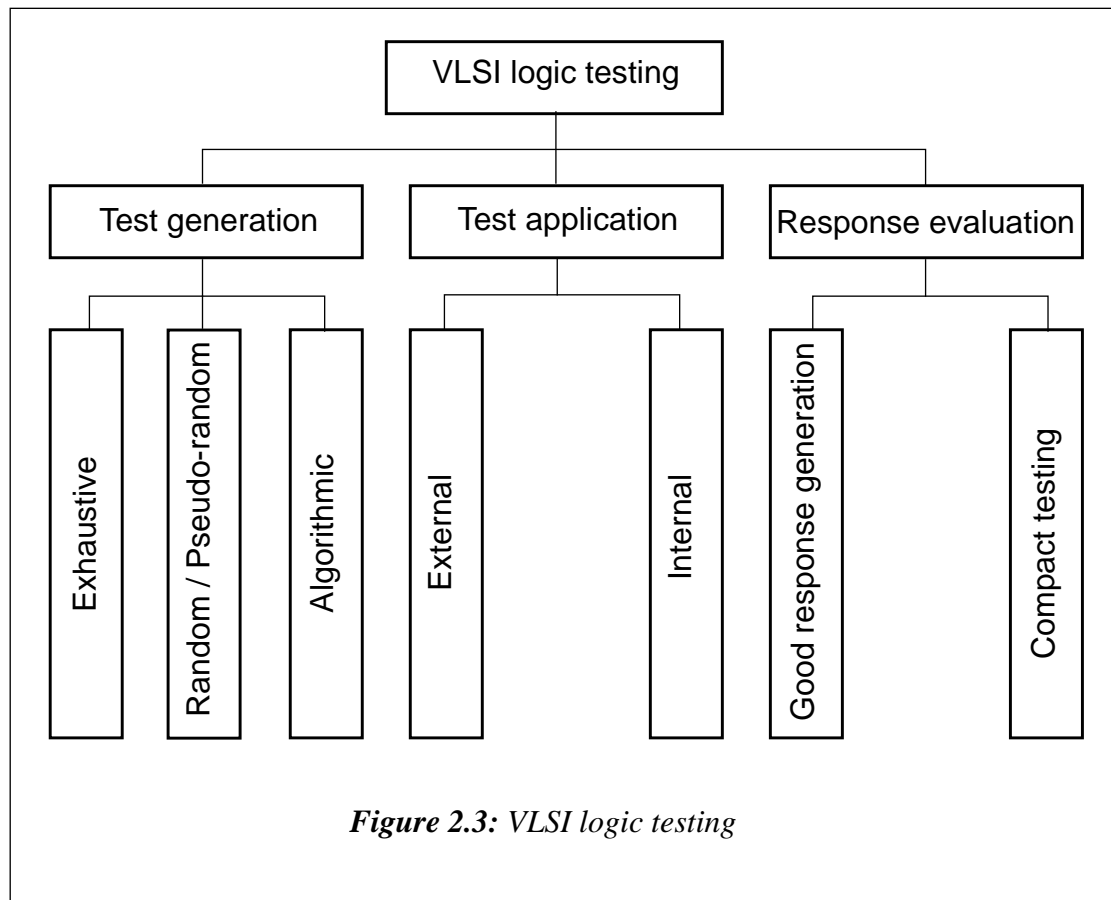 VLSI logic testing
Test generation
Test application
Response evaluation
Exhaustive
Random / Pseudo-random
Algorithmic
External
Internal
Good response generation
Compact testing
Figure 2.3: VLSI logic testing